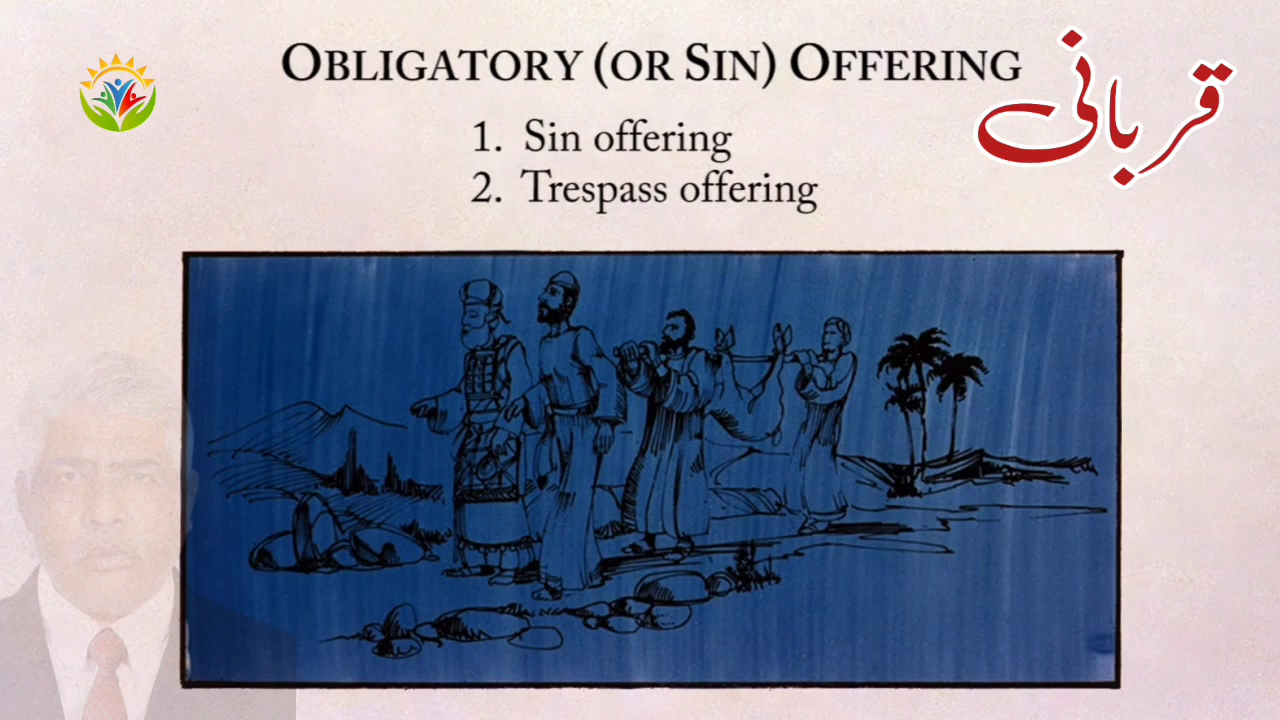 OBLIGATORY (OR SIN) OFFERING
قربانی
1. Sin offering
2. Trespass offering